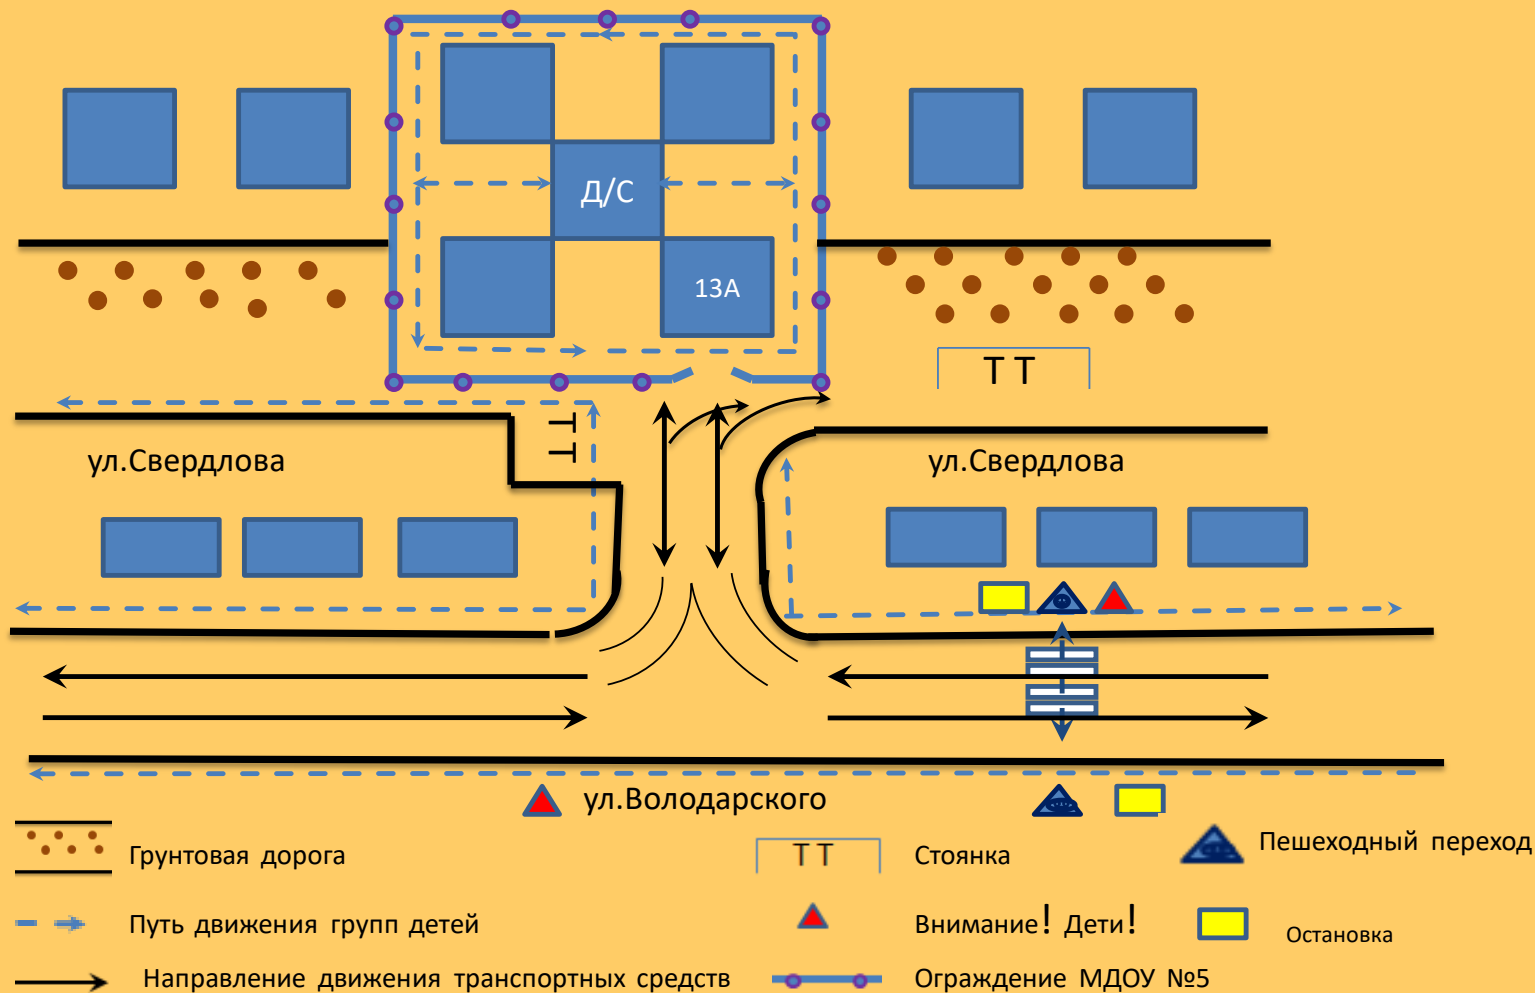 Д/С
13А
Т Т
ул.Свердлова
ул.Свердлова
ул.Володарского
Грунтовая дорога
Т Т
Стоянка
Пешеходный переход
Путь движения групп детей
Внимание! Дети!
Остановка
Направление движения транспортных средств
Ограждение МДОУ №5